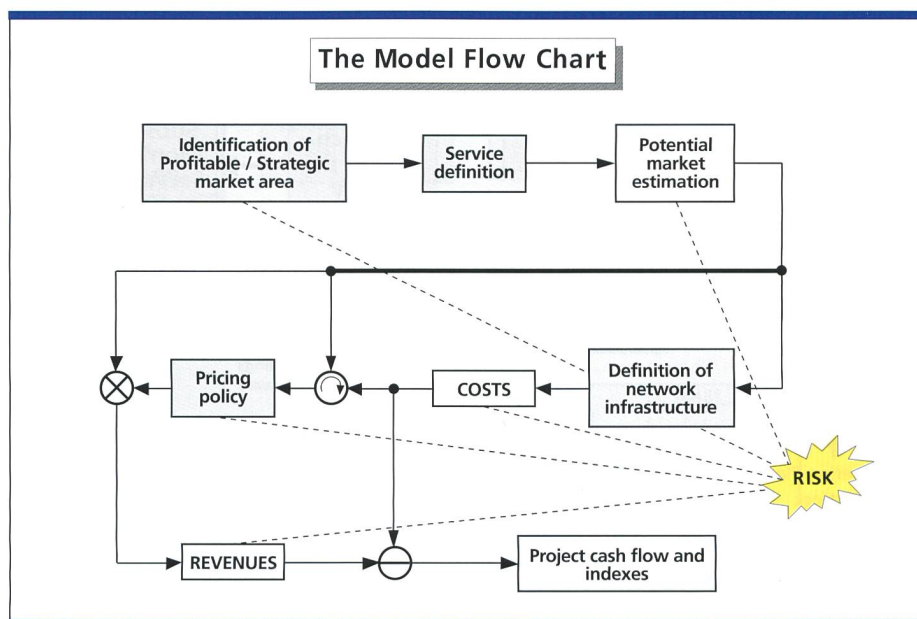 The Model Flow Chart
Identification of
Profitable / Strategic
market area
Service
definition
Potential
market
estimation
Pricing
policy
COSTS
Definition of
network
infrastructure
RISK
REVENUES
Project cash flow and
indexes